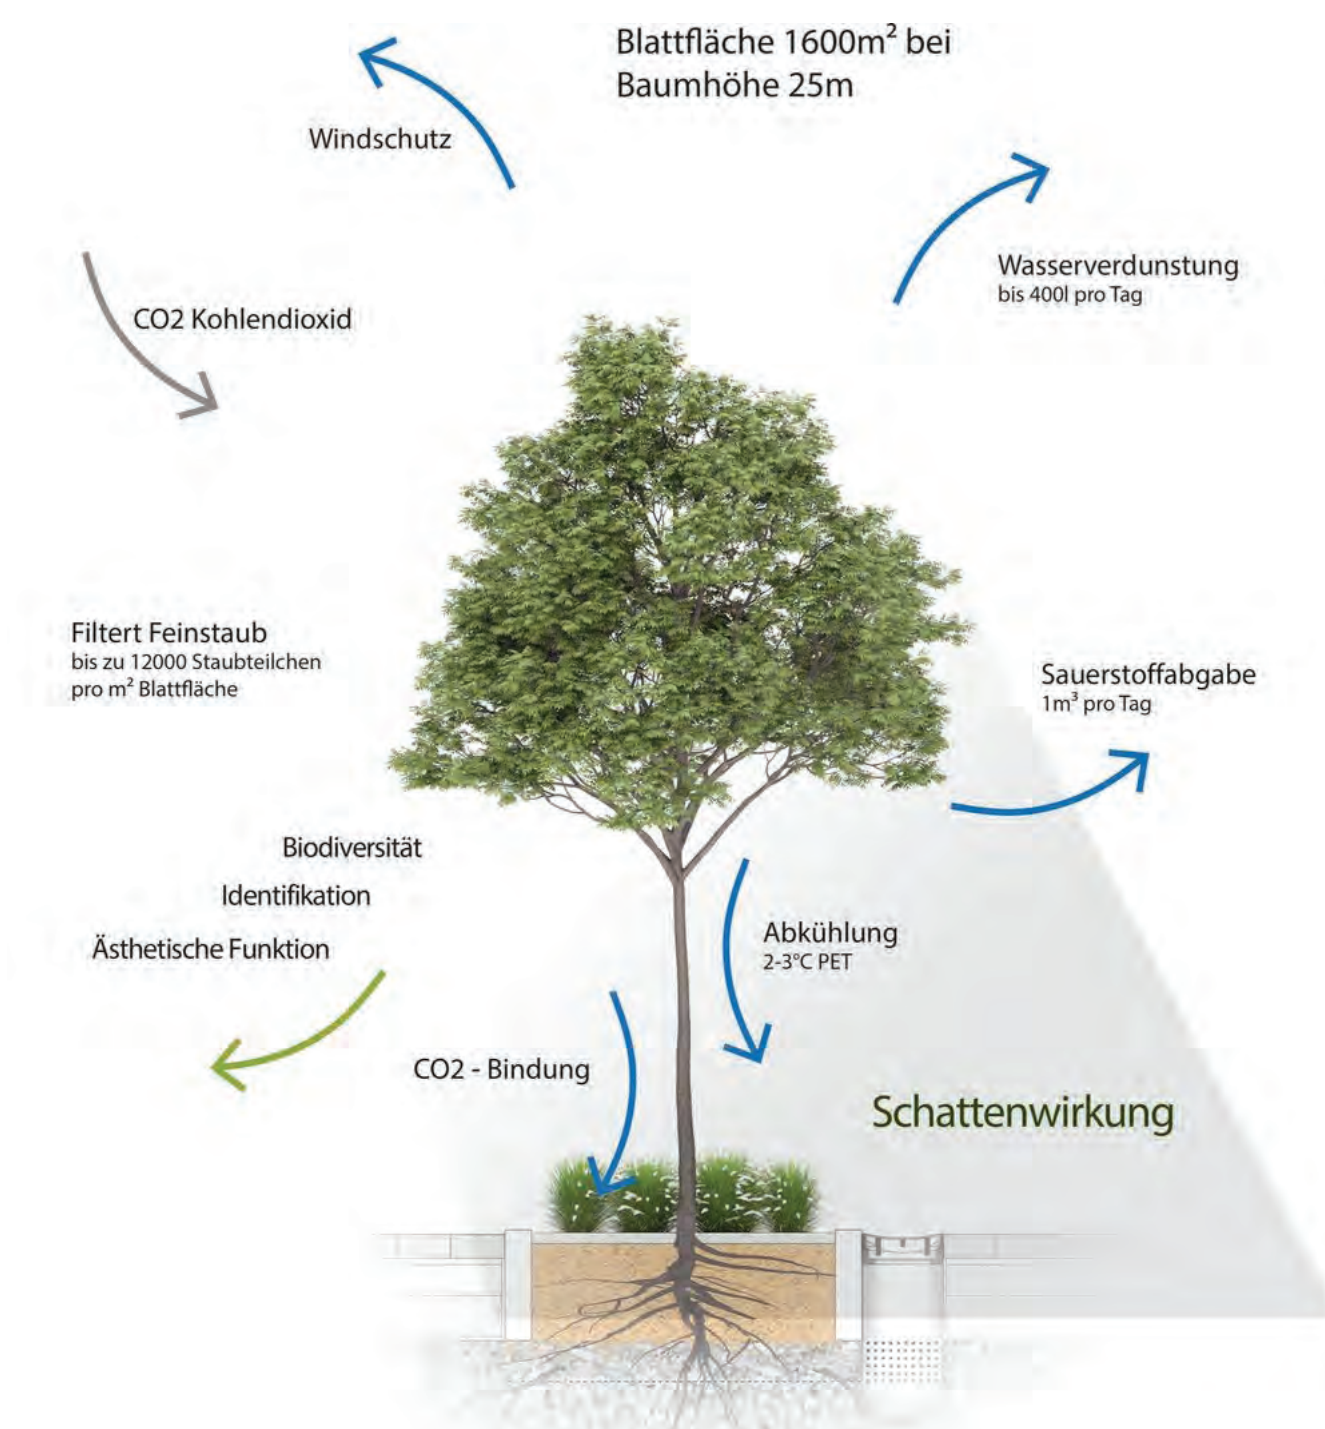 Blattfläche 1600m² bei
Baumhöhe 25m
Windschutz
Wasserverdunstung
bis 400l pro Tag
CO2 Kohlendioxid
Filtert Feinstaub
bis zu 12000 Staubteilchen
pro m² Blattfläche
Sauerstoffabgabe
1m³ pro Tag
Biodiversität
Identifikation
Ästhetische Funktion
Abkühlung
2-3°C PET
CO2 - Bindung
Schattenwirkung